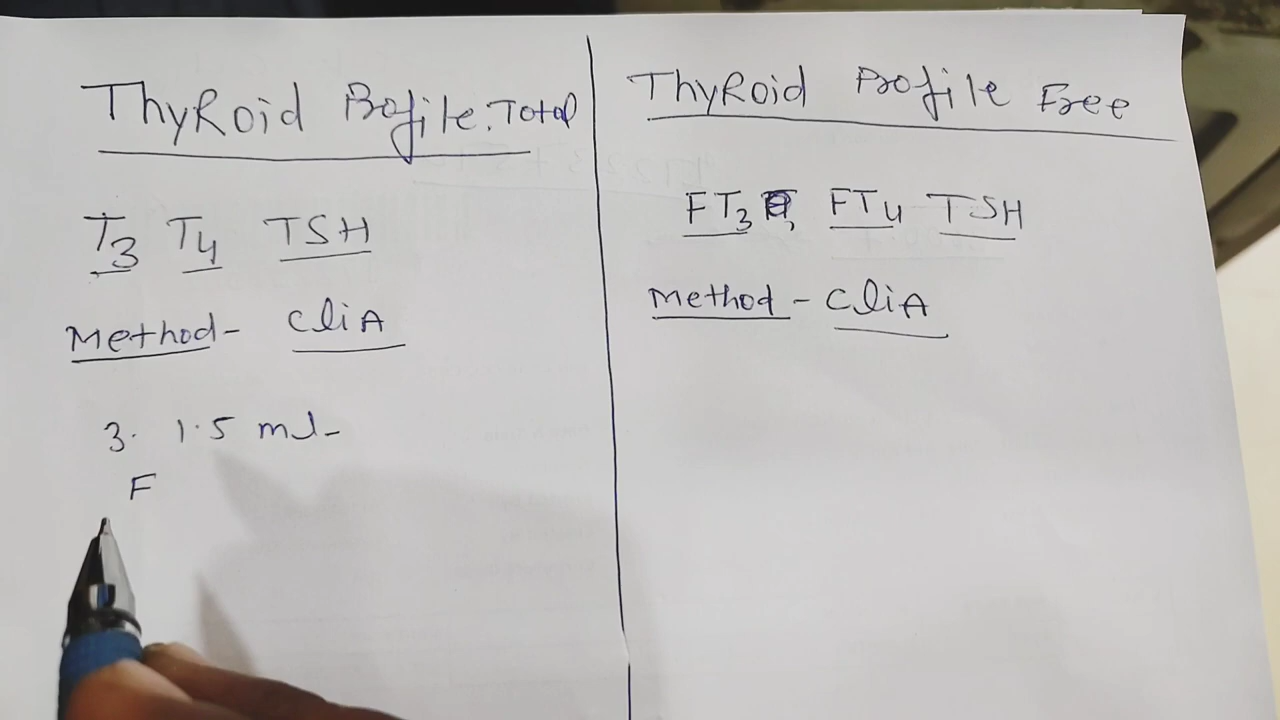 ThyRoid Profile. Total
T3 T4 TSH
Method- CliA
3. 1.5 ml-
F
ThyRoid Profile Free
FT3, FT4 TSH
Method - CliA